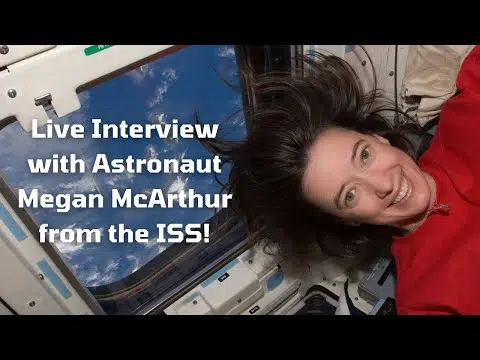 Live Interview
with Astronaut
Megan McArthur
from the ISS!